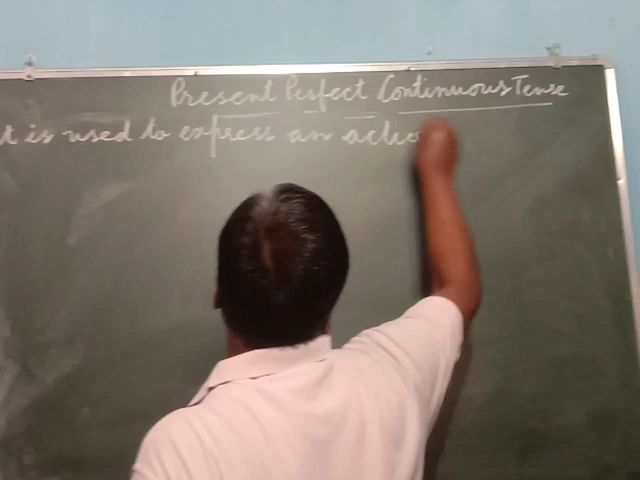 Present Perfect Continuous Tense
t is used to express an actio